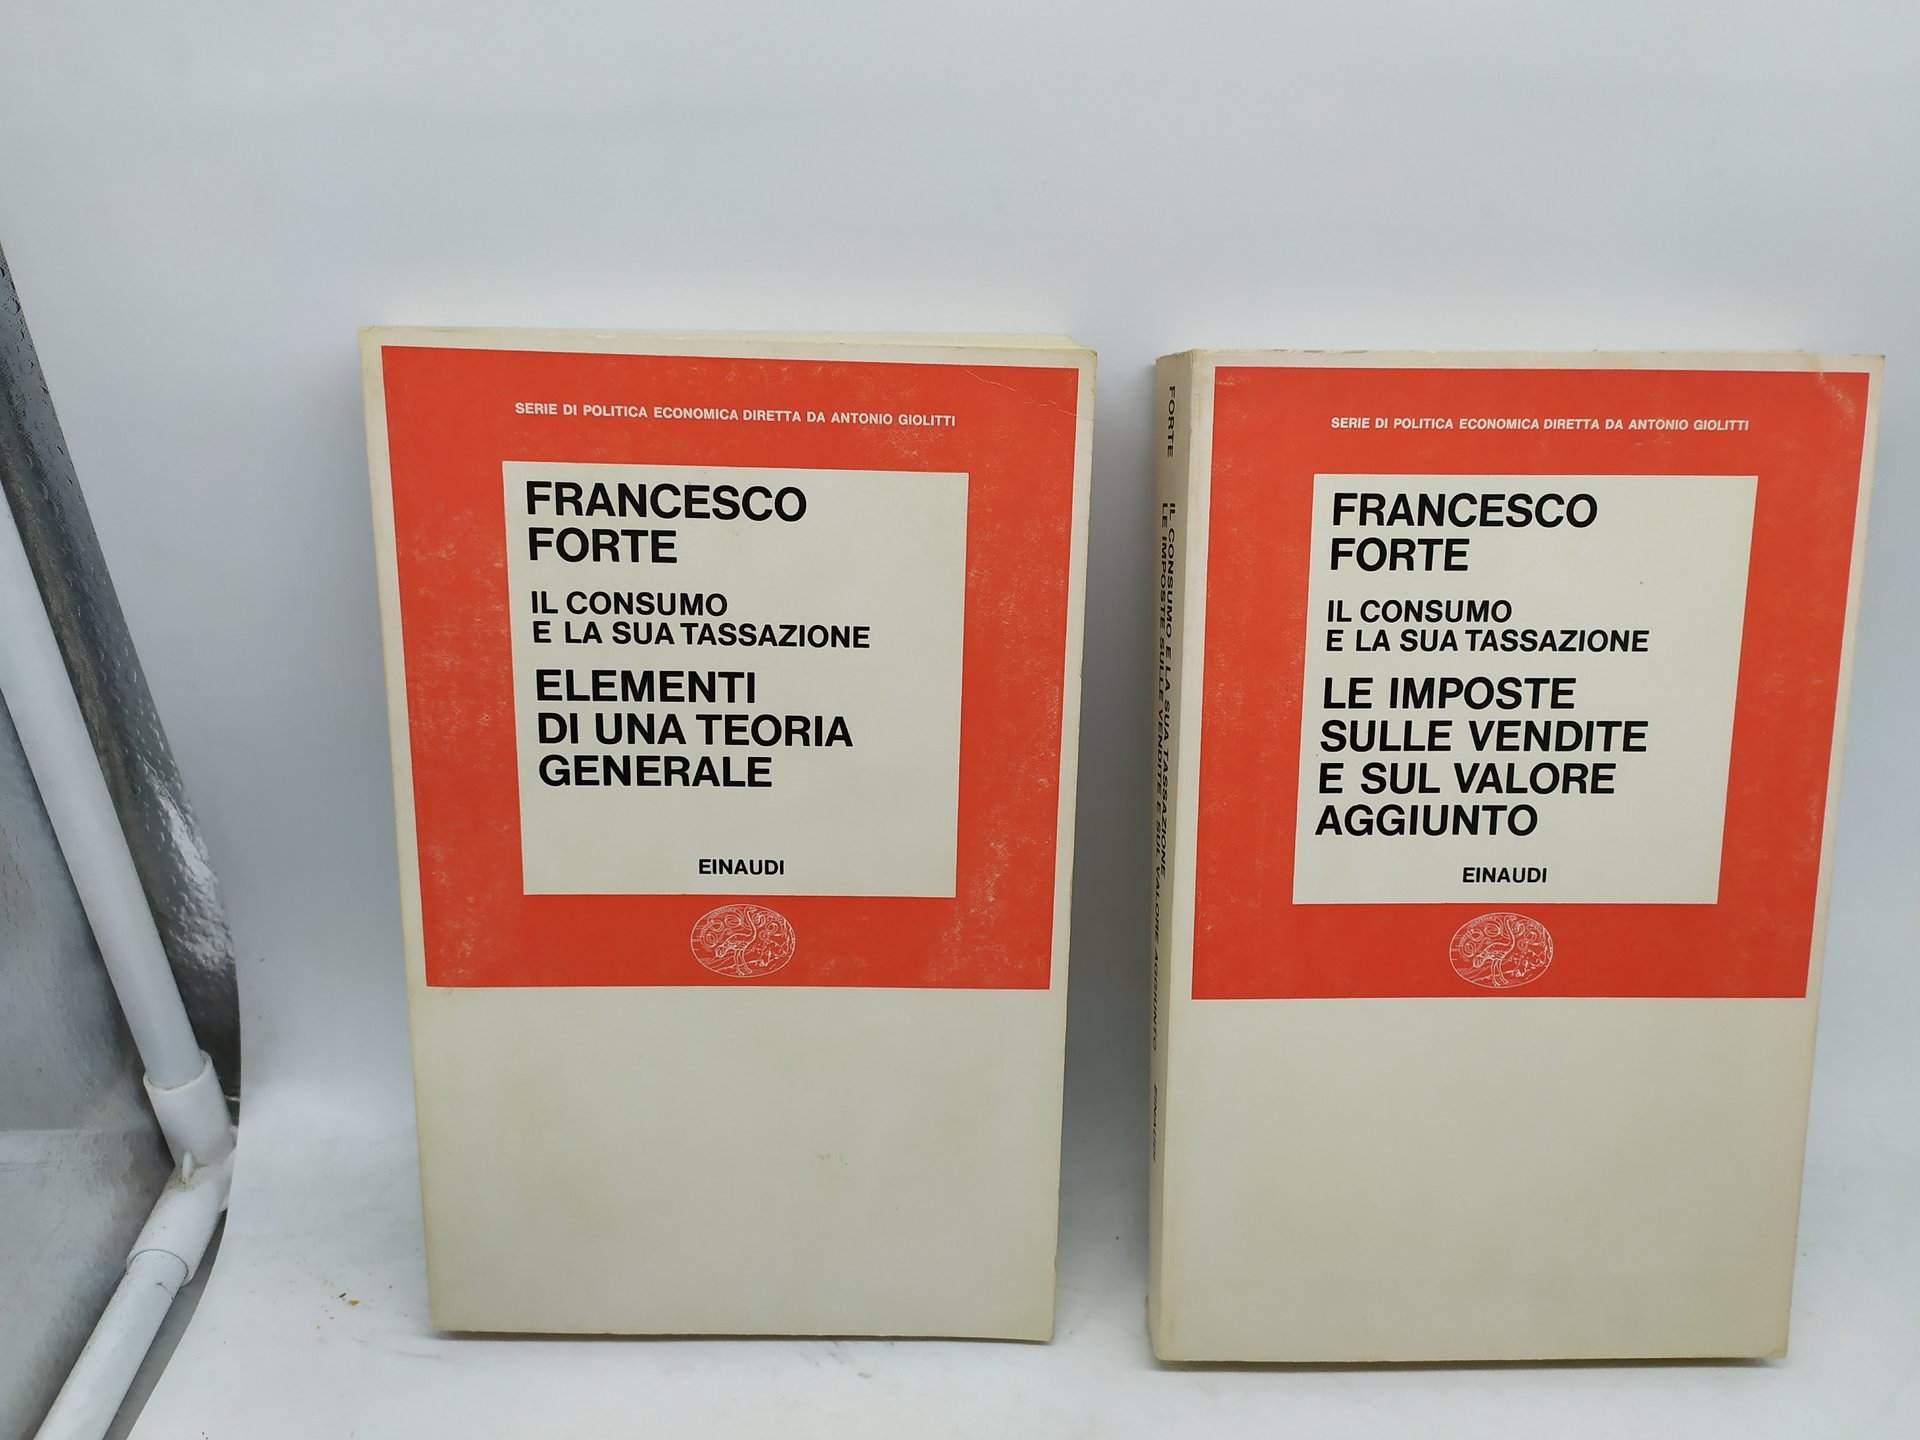 SERIE DI POLITICA ECONOMICA DIRETTA DA ANTONIO GIOLITTI
FRANCESCO
FORTE
IL CONSUMO
E LA SUA TASSAZIONE
ELEMENTI
DI UNA TEORIA
GENERALE
EINAUDI
FORTE
IL CONSUMO E LA SUA TASSAZIONE
LE IMPOSTE SULLE VENDITE E SUL VALORE AGGIUNTO
EINAUDI
SERIE DI POLITICA ECONOMICA DIRETTA DA ANTONIO GIOLITTI
FRANCESCO
FORTE
IL CONSUMO
E LA SUA TASSAZIONE
LE IMPOSTE
SULLE VENDITE
E SUL VALORE
AGGIUNTO
EINAUDI